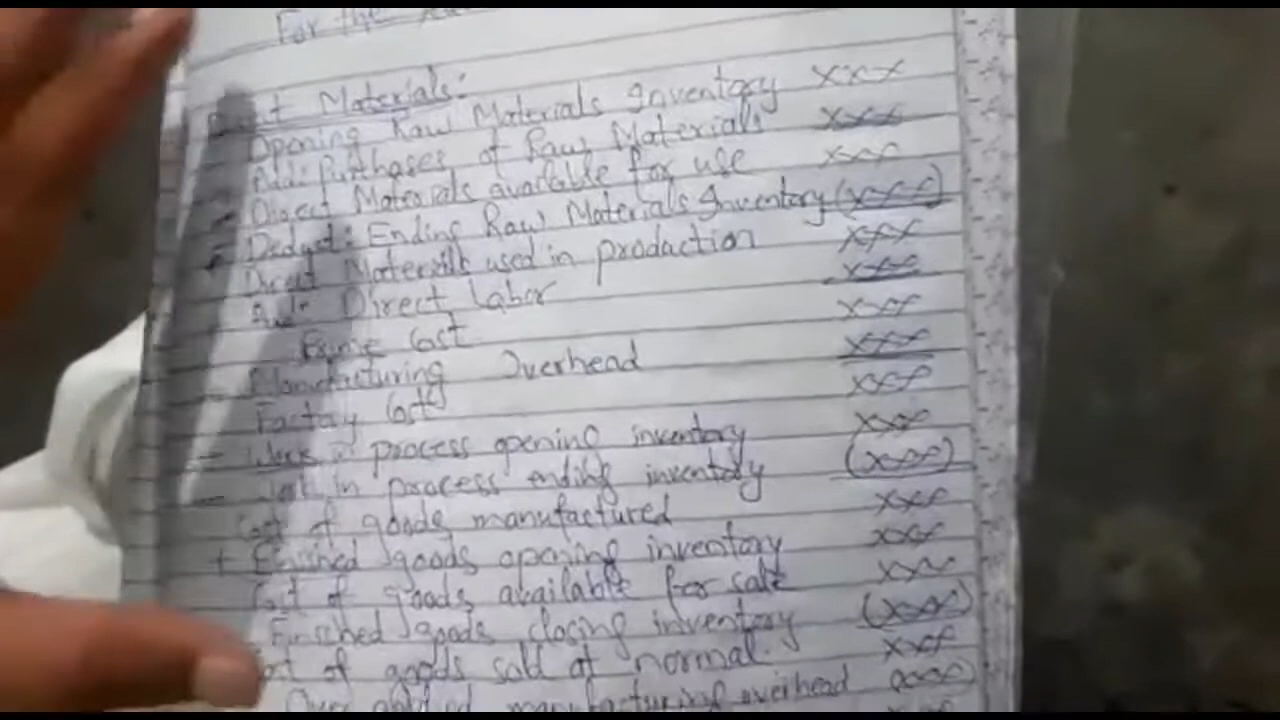 For the
Materials:
Opening Raw Materials Inventory xxx
Add: Purchases of Raw Materials xxx
Direct Materials available for use xxx
Deduct: Ending Raw Materials Inventory (xxx)
Direct Materials used in production xxx
Add: Direct Labor xxx
Prime Cost xxx
Manufacturing Overhead xxx
Factory Cost xxx
+ Work in process opening inventory xxx
— Work in process ending inventory (xxx)
Cost of goods manufactured xxx
+ Finished goods opening inventory xxx
Cost of goods available for sale xxx
Finished goods closing inventory (xxx)
Cost of goods sold at normal xxx
Over applied manufacturing overhead (xxx)